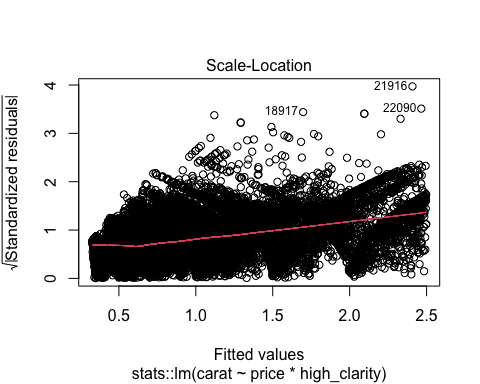 Scale-Location
√|Standardized residuals|
4
3
2
1
0
21916
18917
22090
0.5 1.0 1.5 2.0 2.5
Fitted values
stats::lm(carat ~ price * high_clarity)